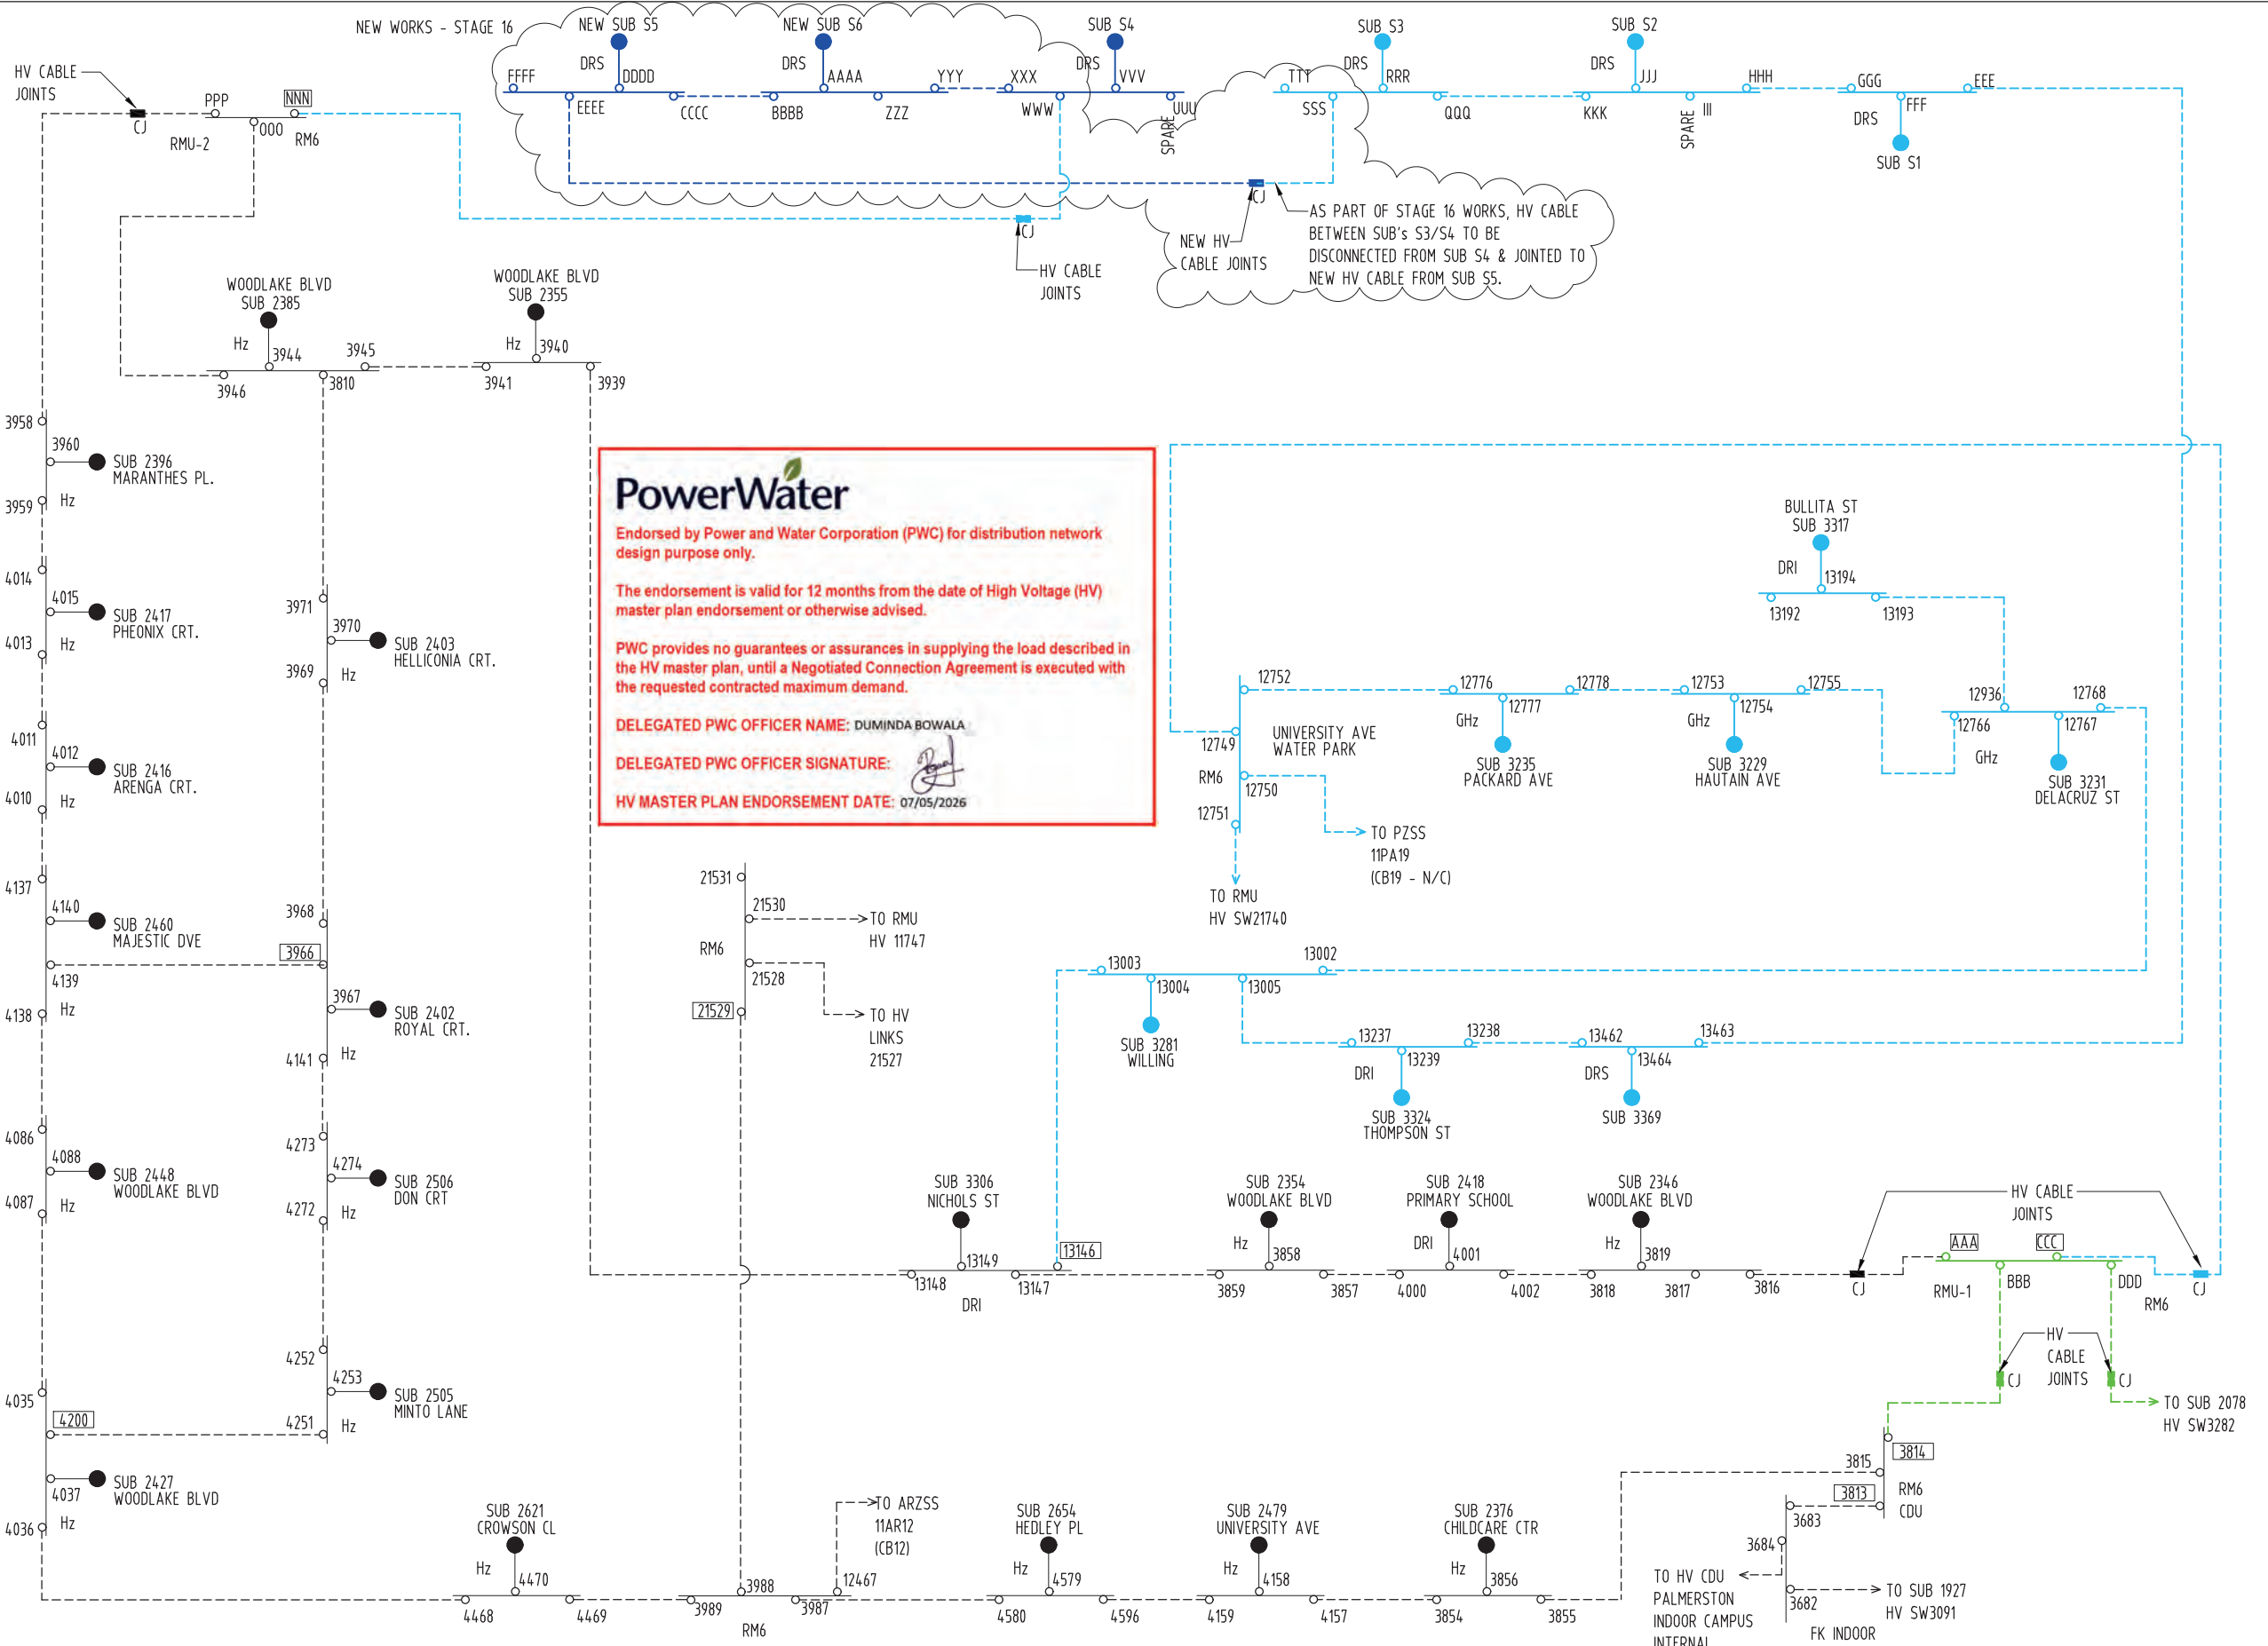 NEW WORKS - STAGE 16
NEW SUB S5
NEW SUB S6
SUB S4
SUB S3
SUB S2
HV CABLE
JOINTS
CJ
PPP
NNN
OOO
RMU-2
RM6
FFFF
DRS
DDDD
EEEE
CCCC
DRS
AAAA
BBBB
ZZZ
YYY
XXX
DRS
VVV
WWW
SPARE
UUU
TTT
DRS
RRR
SSS
QQQ
DRS
JJJ
KKK
SPARE
III
HHH
GGG
EEE
DRS
FFF
SUB S1
CJ
NEW HV
CABLE JOINTS
AS PART OF STAGE 16 WORKS, HV CABLE
BETWEEN SUB's S3/S4 TO BE
DISCONNECTED FROM SUB S4 & JOINTED TO
NEW HV CABLE FROM SUB S5.
CJ
HV CABLE
JOINTS
WOODLAKE BLVD
SUB 2385
Hz
3944
3945
3946
3810
WOODLAKE BLVD
SUB 2355
Hz
3940
3941
3939
3958
3960
SUB 2396
MARANTHES PL.
3959
Hz
4014
4015
SUB 2417
PHEONIX CRT.
4013
Hz
4011
4012
SUB 2416
ARENGA CRT.
4010
Hz
4137
4140
SUB 2460
MAJESTIC DVE
4139
4138
Hz
4086
4088
SUB 2448
WOODLAKE BLVD
4087
Hz
4035
4200
4037
SUB 2427
WOODLAKE BLVD
4036
Hz
3971
3970
SUB 2403
HELLICONIA CRT.
3969
Hz
3968
3966
3967
SUB 2402
ROYAL CRT.
4141
Hz
4273
4274
SUB 2506
DON CRT
4272
Hz
4252
4253
SUB 2505
MINTO LANE
4251
Hz
PowerWater
Endorsed by Power and Water Corporation (PWC) for distribution network
design purpose only.
The endorsement is valid for 12 months from the date of High Voltage (HV)
master plan endorsement or otherwise advised.
PWC provides no guarantees or assurances in supplying the load described in
the HV master plan, until a Negotiated Connection Agreement is executed with
the requested contracted maximum demand.
DELEGATED PWC OFFICER NAME: DUMINDA BOWALA
DELEGATED PWC OFFICER SIGNATURE:
HV MASTER PLAN ENDORSEMENT DATE: 07/05/2026
21531
21530
TO RMU
HV 11747
RM6
21528
21529
TO HV
LINKS
21527
BULLITA ST
SUB 3317
DRI
13194
13192
13193
12752
12749
UNIVERSITY AVE
WATER PARK
RM6
12750
12751
TO PZSS
11PA19
(CB19 - N/C)
TO RMU
HV SW21740
12776
12778
12777
GHz
SUB 3235
PACKARD AVE
12753
12755
12754
GHz
SUB 3229
HAUTAIN AVE
12936
12768
12766
12767
GHz
SUB 3231
DELACRUZ ST
13003
13002
13004
13005
SUB 3281
WILLING
13237
13238
13239
DRI
SUB 3324
THOMPSON ST
13462
13463
13464
DRS
SUB 3369
SUB 3306
NICHOLS ST
13149
13146
13148
13147
DRI
SUB 2354
WOODLAKE BLVD
Hz
3858
3859
3857
SUB 2418
PRIMARY SCHOOL
DRI
4001
4000
4002
SUB 2346
WOODLAKE BLVD
Hz
3819
3818
3817
3816
CJ
HV CABLE
JOINTS
AAA
CCC
RMU-1
BBB
DDD
RM6
CJ
HV
CABLE
JOINTS
CJ
CJ
TO SUB 2078
HV SW3282
3814
3815
RM6
CDU
3813
3683
3684
TO HV CDU
PALMERSTON
INDOOR CAMPUS
INTERNAL
3682
TO SUB 1927
HV SW3091
FK INDOOR
SUB 2621
CROWSON CL
Hz
4470
4468
4469
TO ARZSS
11AR12
(CB12)
3988
12467
3989
3987
RM6
SUB 2654
HEDLEY PL
Hz
4579
4580
4596
SUB 2479
UNIVERSITY AVE
Hz
4158
4159
4157
SUB 2376
CHILDCARE CTR
Hz
3856
3854
3855